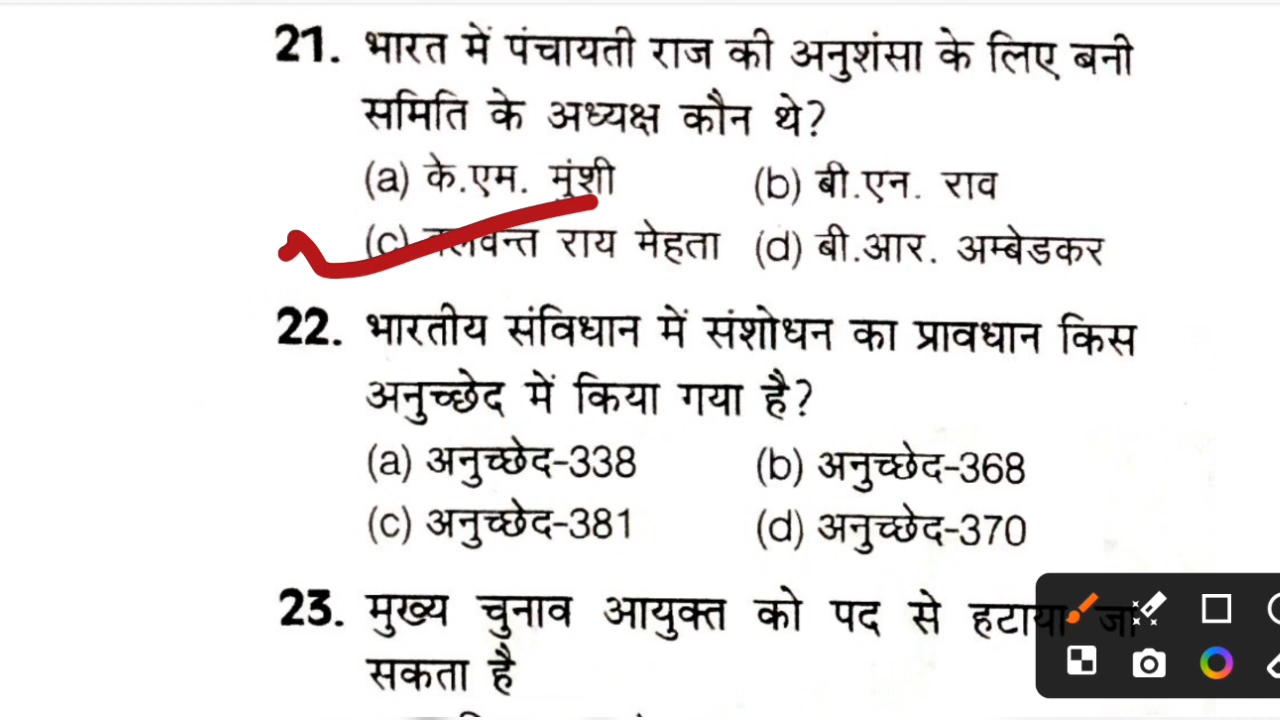 21. भारत में पंचायती राज की अनुशंसा के लिए बनी
समिति के अध्यक्ष कौन थे?
(a) के.एम. मुंशी (b) बी.एन. राव
(c) बलवन्त राय मेहता (d) बी.आर. अम्बेडकर
22. भारतीय संविधान में संशोधन का प्रावधान किस
अनुच्छेद में किया गया है?
(a) अनुच्छेद-338 (b) अनुच्छेद-368
(c) अनुच्छेद-381 (d) अनुच्छेद-370
23. मुख्य चुनाव आयुक्त को पद से हटाया जा
सकता है